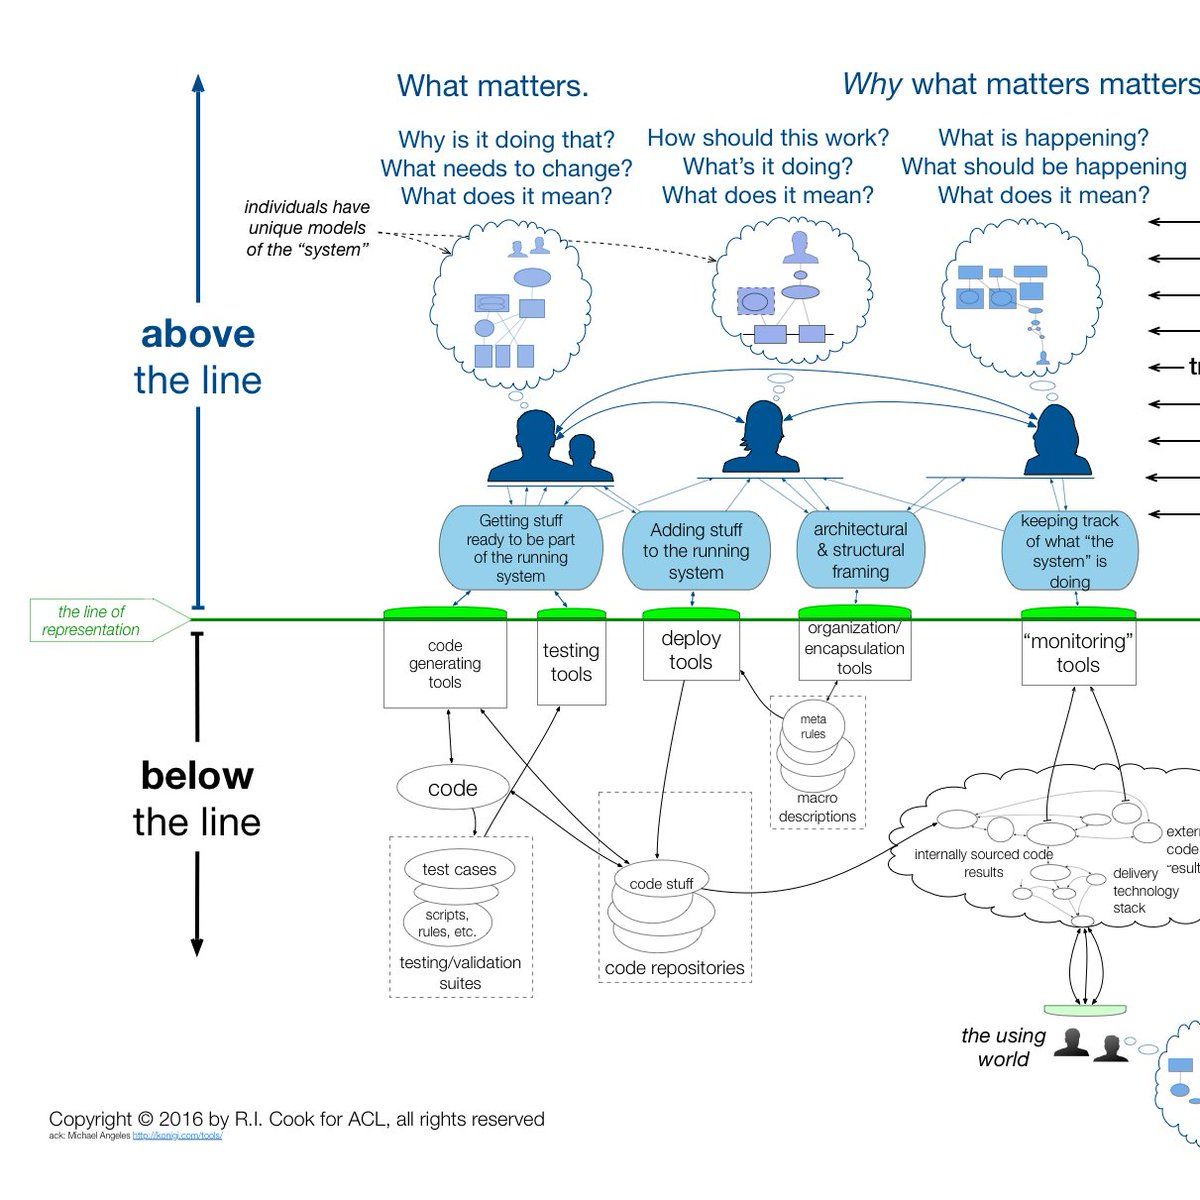 What matters.
Why what matters matters
Why is it doing that?
What needs to change?
What does it mean?
How should this work?
What's it doing?
What does it mean?
What is happening?
What should be happening
What does it mean?
individuals have
unique models
of the “system”
above
the line
Getting stuff
ready to be part
of the running
system
Adding stuff
to the running
system
architectural
& structural
framing
keeping track
of what “the
system” is
doing
the line of
representation
code
generating
tools
testing
tools
deploy
tools
organization/
encapsulation
tools
“monitoring”
tools
below
the line
meta
rules
macro
descriptions
code
test cases
scripts,
rules, etc.
testing/validation
suites
code stuff
code repositories
internally sourced code
results
code
delivery
technology
stack
the using
world
Copyright © 2016 by R.I. Cook for ACL, all rights reserved
ack: Michael Angeles http://konigi.com/tools/